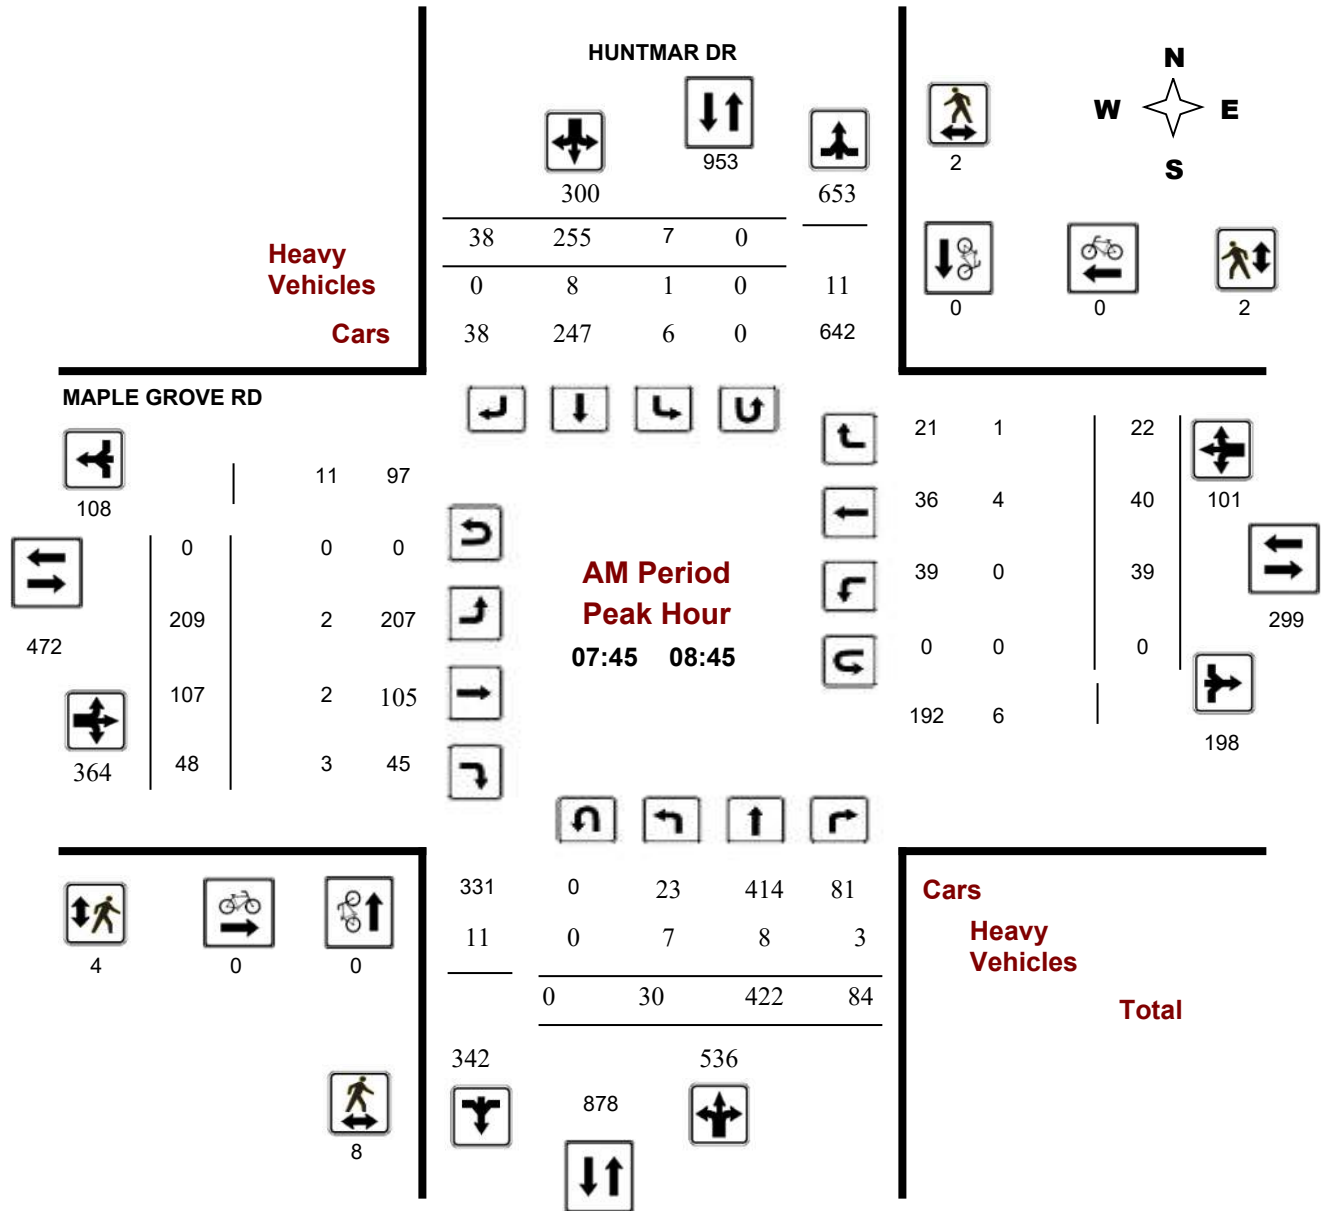 HUNTMAR DR
N
W E
S
953
2
300 653
38 255 7 0
Heavy
Vehicles
0 8 1 0 11
Cars
38 247 6 0 642
0 0 2
MAPLE GROVE RD
108
11 97
21 1 22
101
36 4 40
0 0 0
AM Period
Peak Hour
07:45 08:45
39 0 39
209 2 207
472
299
0 0 0
107 2 105
192 6
198
364
48 3 45
331 0 23 414 81
Cars
11 0 7 8 3
Heavy
Vehicles
4 0 0
0 30 422 84
Total
342 536
878
8